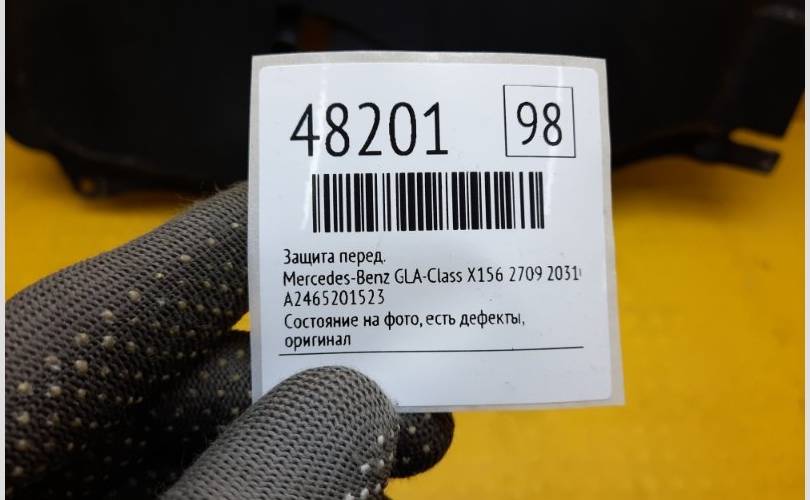 48201
98
Защита перед.
Mercedes-Benz GLA-Class X156 2709 2031
A2465201523
Состояние на фото, есть дефекты,
оригинал